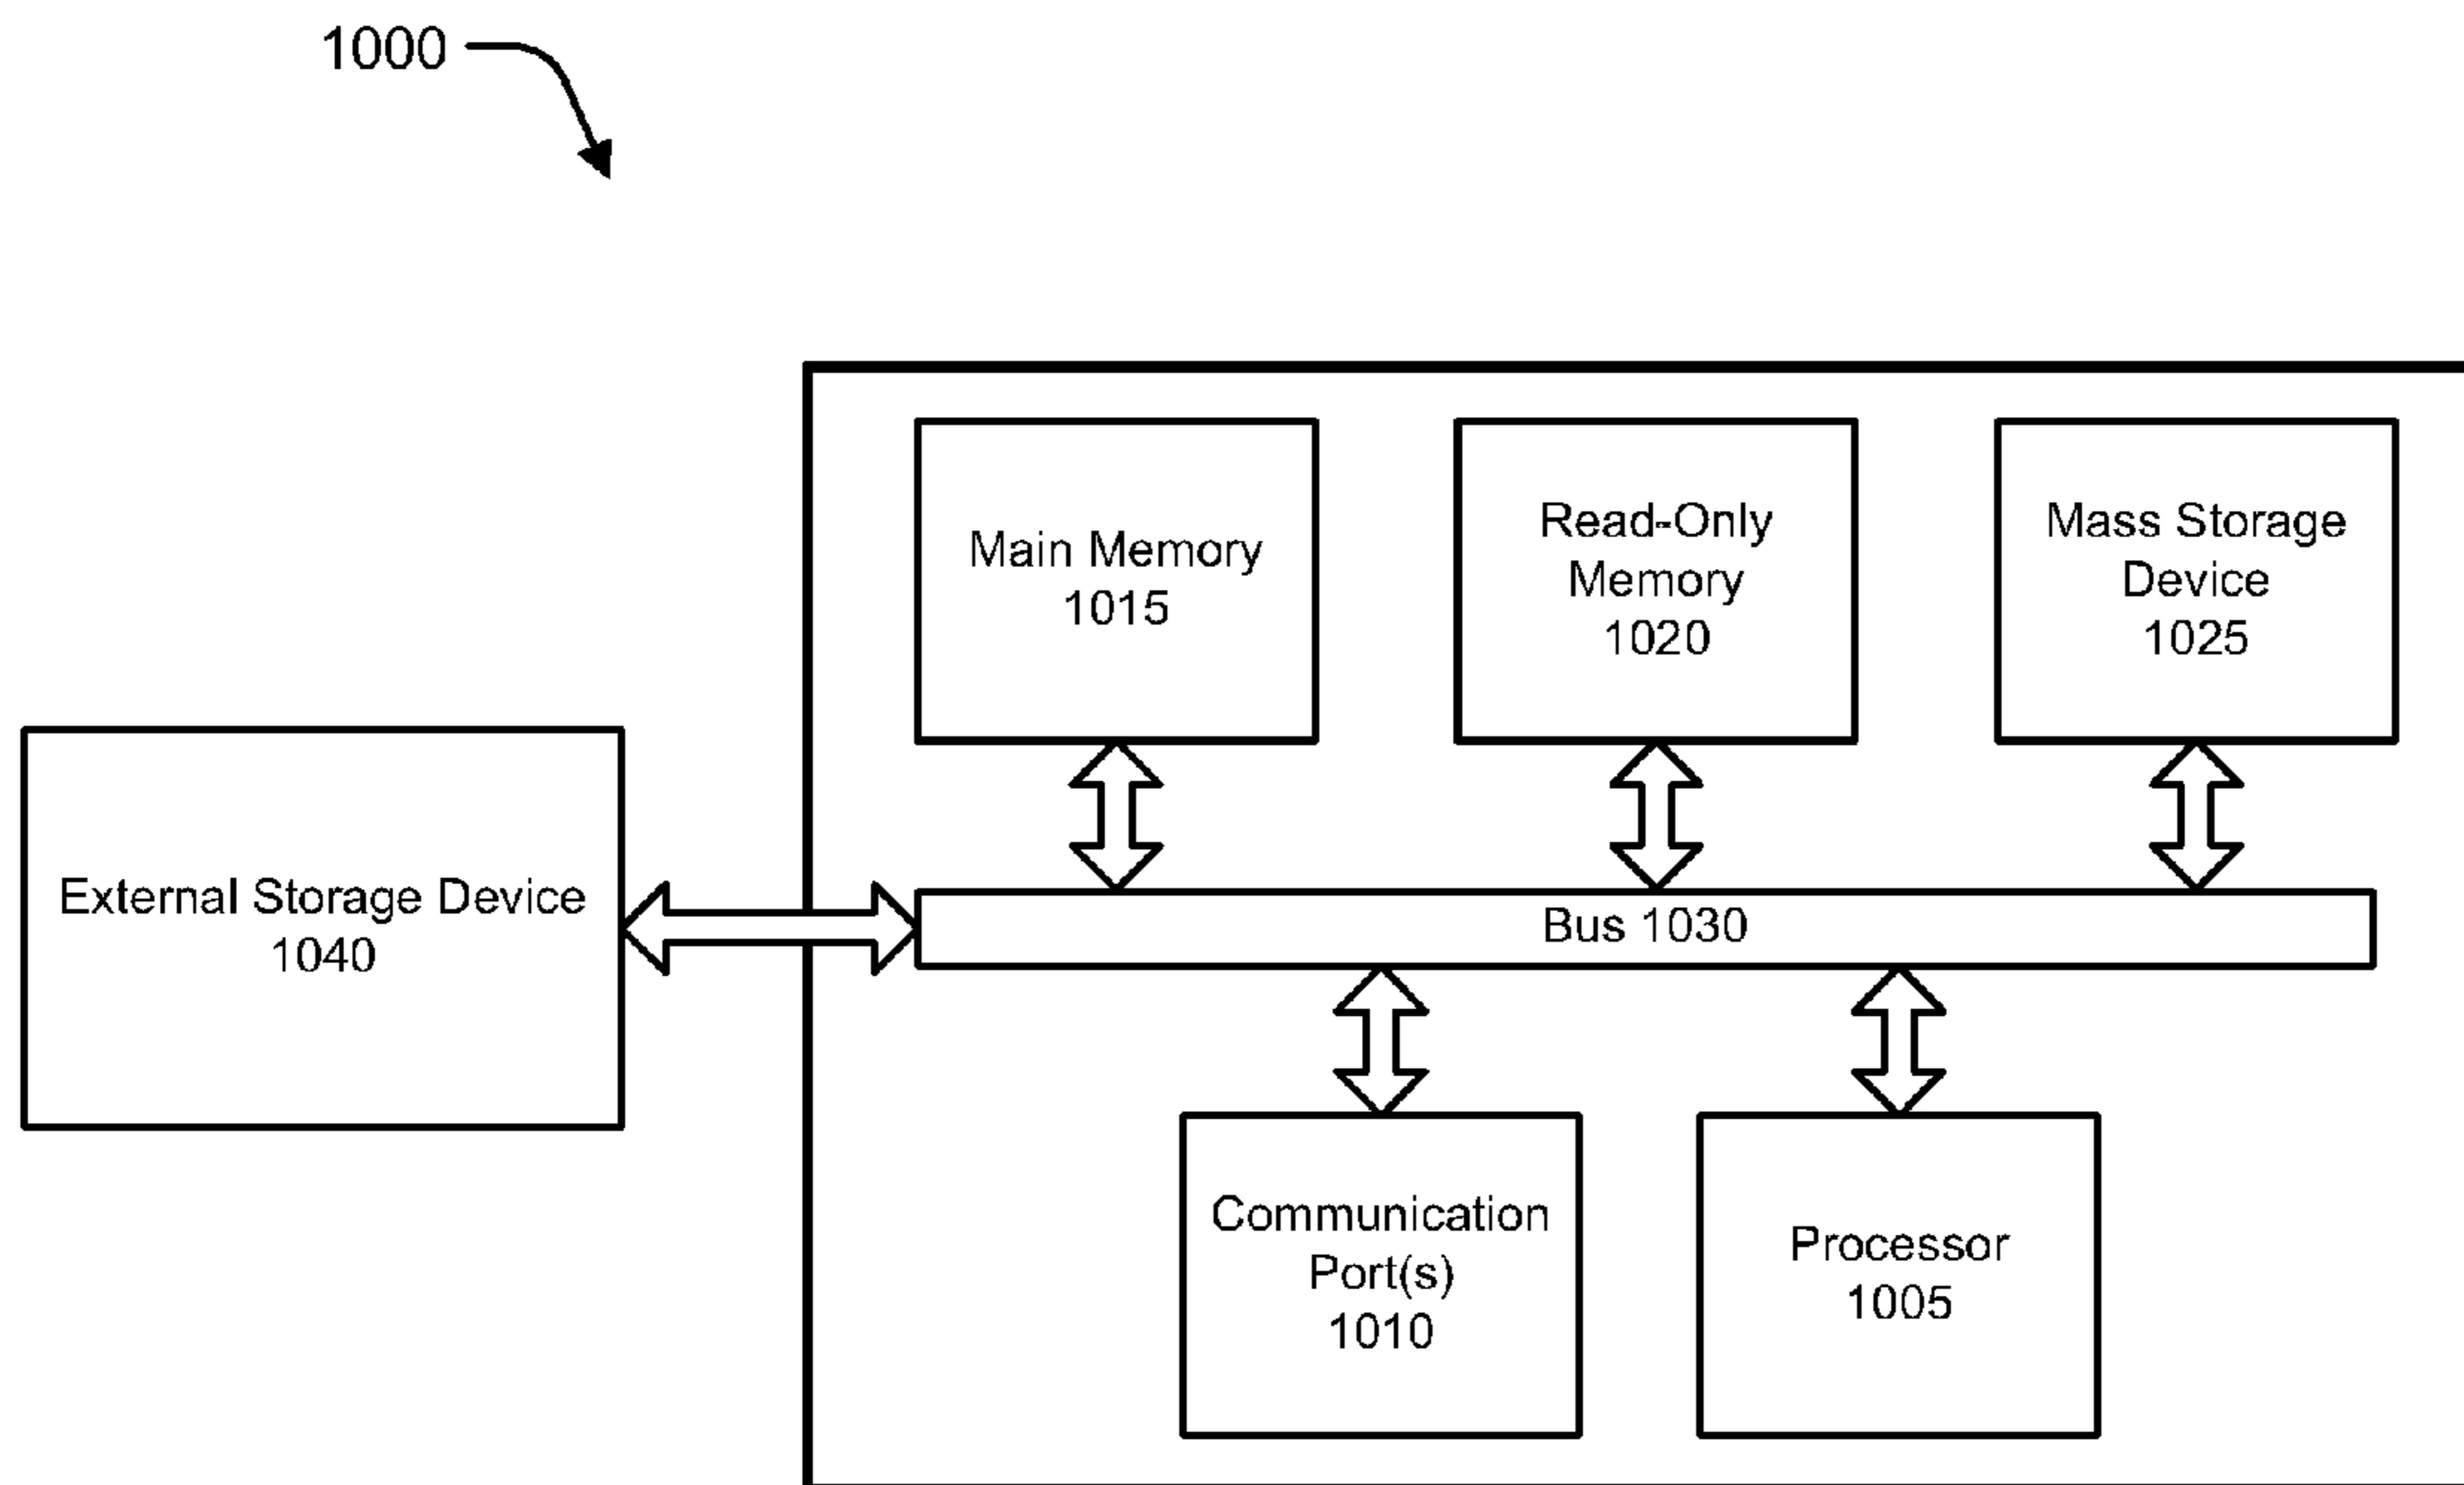 1000
Main Memory
1015
Read-Only
Memory
1020
Mass Storage
Device
1025
External Storage Device
1040
Bus 1030
Communication
Port(s)
1010
Processor
1005